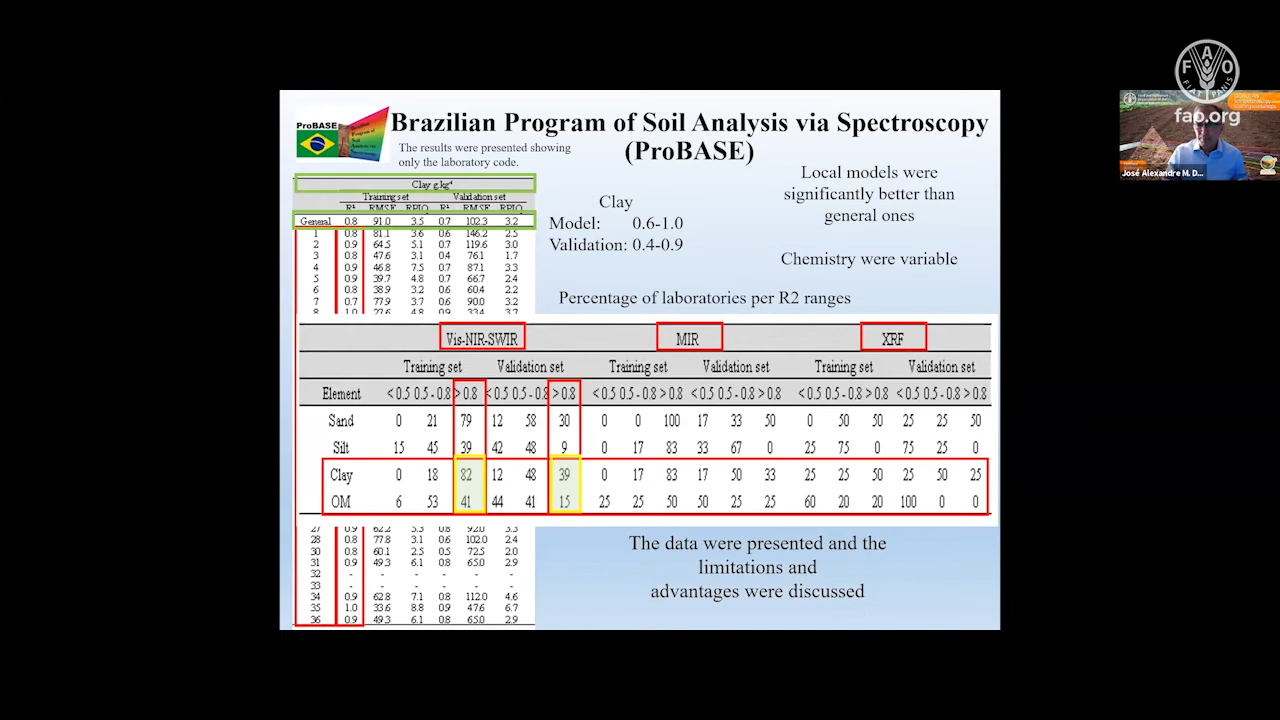 FAO
FIAT PANIS
fao.org
José Alexandre M. D...
ProBASE
Brazilian
Program of
Soil
Analysis via
Spectroscopy
Brazilian Program of Soil Analysis via Spectroscopy
(ProBASE)
The results were presented showing
only the laboratory code.
Clay g.kg⁻¹
Training set Validation set
R² RMSE RPIQ R² RMSE RPIQ
General 0.8 91.0 3.5 0.7 102.3 3.2
1 0.8 81.1 3.6 0.6 146.2 2.5
2 0.9 64.5 5.1 0.7 119.6 3.0
3 0.8 47.6 3.1 0.4 76.1 1.7
4 0.9 46.8 7.5 0.7 87.1 3.3
5 0.9 39.7 4.8 0.7 66.7 2.4
6 0.8 38.9 3.2 0.6 60.4 2.2
7 0.7 77.9 3.7 0.6 90.0 3.2
8 1.0 27.6 4.8 0.9 33.4 3.7
Clay
Model: 0.6-1.0
Validation: 0.4-0.9
Local models were
significantly better than
general ones
Chemistry were variable
Percentage of laboratories per R2 ranges
Vis-NIR-SWIR MIR XRF
Training set Validation set Training set Validation set Training set Validation set
Element < 0.5 0.5 - 0.8 > 0.8 < 0.5 0.5 - 0.8 > 0.8 < 0.5 0.5 - 0.8 > 0.8 < 0.5 0.5 - 0.8 > 0.8 < 0.5 0.5 - 0.8 > 0.8 < 0.5 0.5 - 0.8 > 0.8
Sand 0 21 79 12 58 30 0 0 100 17 33 50 0 50 50 25 25 50
Silt 15 45 39 42 48 9 0 17 83 33 67 0 25 75 0 75 25 0
Clay 0 18 82 12 48 39 0 17 83 17 50 33 25 25 50 25 50 25
OM 6 53 41 44 41 15 25 25 50 50 25 25 60 20 20 100 0 0
27 0.9 62.2 5.3 0.8 92.0 3.3
28 0.8 77.8 3.1 0.6 102.0 2.4
30 0.8 60.1 2.5 0.5 72.5 2.0
31 0.9 49.3 6.1 0.8 65.0 2.9
32 - - - - - -
33 - - - - - -
34 0.9 62.8 7.1 0.8 112.0 4.6
35 1.0 33.6 8.8 0.9 47.6 6.7
36 0.9 49.3 6.1 0.8 65.0 2.9
The data were presented and the
limitations and
advantages were discussed